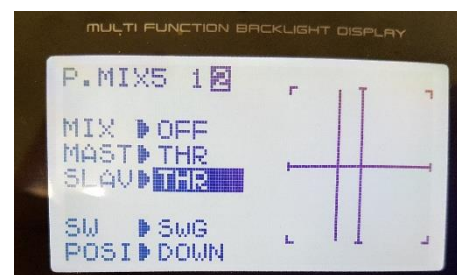 MULTI FUNCTION BACKLIGHT DISPLAY
P.MIX5 1 2
MIX ▶ OFF
MAST ▶ THR
SLAV ▶ THR
SW ▶ SWG
POSI ▶ DOWN